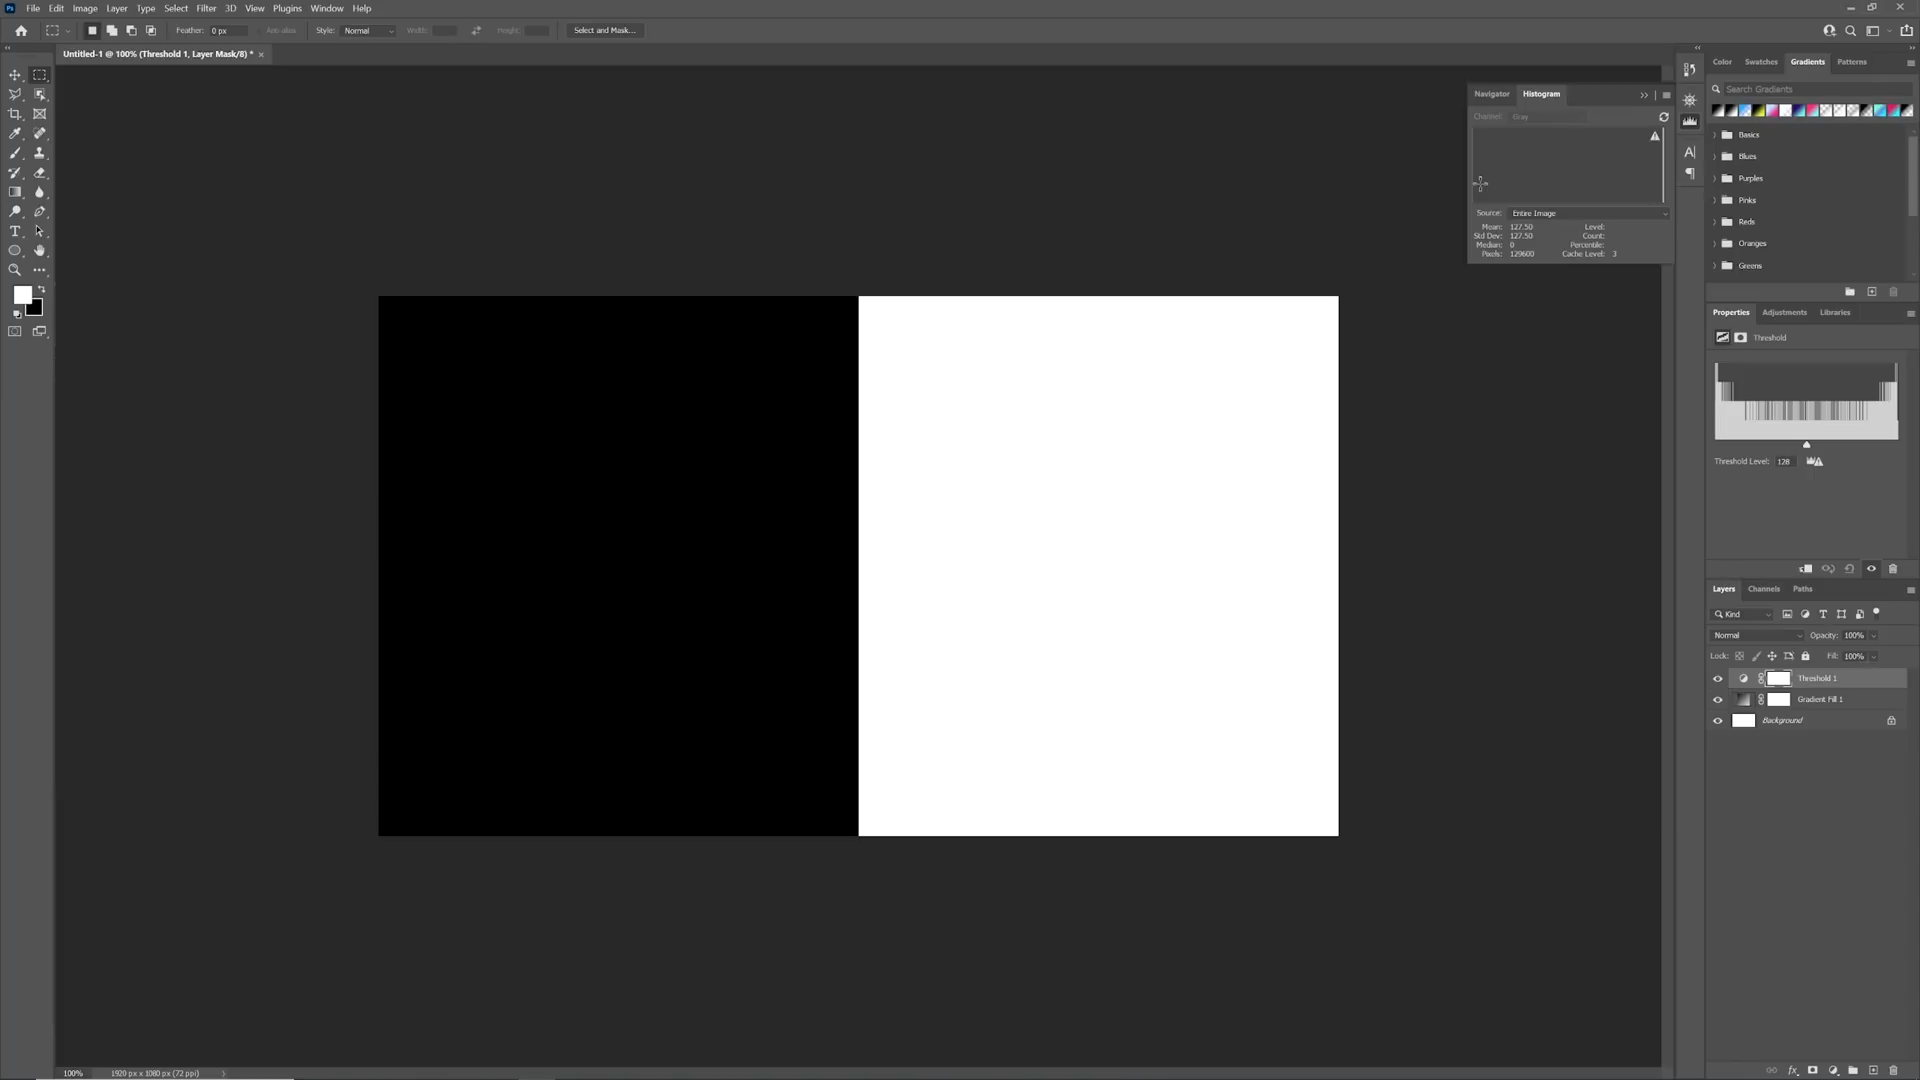 Ps File Edit Image Layer Type Select Filter 3D View Plugins Window Help
Feather: 0 px Anti-alias Style: Normal Width: Height: Select and Mask...
Untitled-1 @ 100% (Threshold 1, Layer Mask/8) * ×
Navigator Histogram
Channel: Gray
Source: Entire Image
Mean: 127.50 Level:
Std Dev: 127.50 Count:
Median: 0 Percentile:
Pixels: 129600 Cache Level: 3
Color Swatches Gradients Patterns
Search Gradients
Basics
Blues
Purples
Pinks
Reds
Oranges
Greens
Properties Adjustments Libraries
Threshold
Threshold Level: 128
Layers Channels Paths
Kind
Normal Opacity: 100%
Lock: Fill: 100%
Threshold 1
Gradient Fill 1
Background
100% 1920 px x 1080 px (72 ppi)